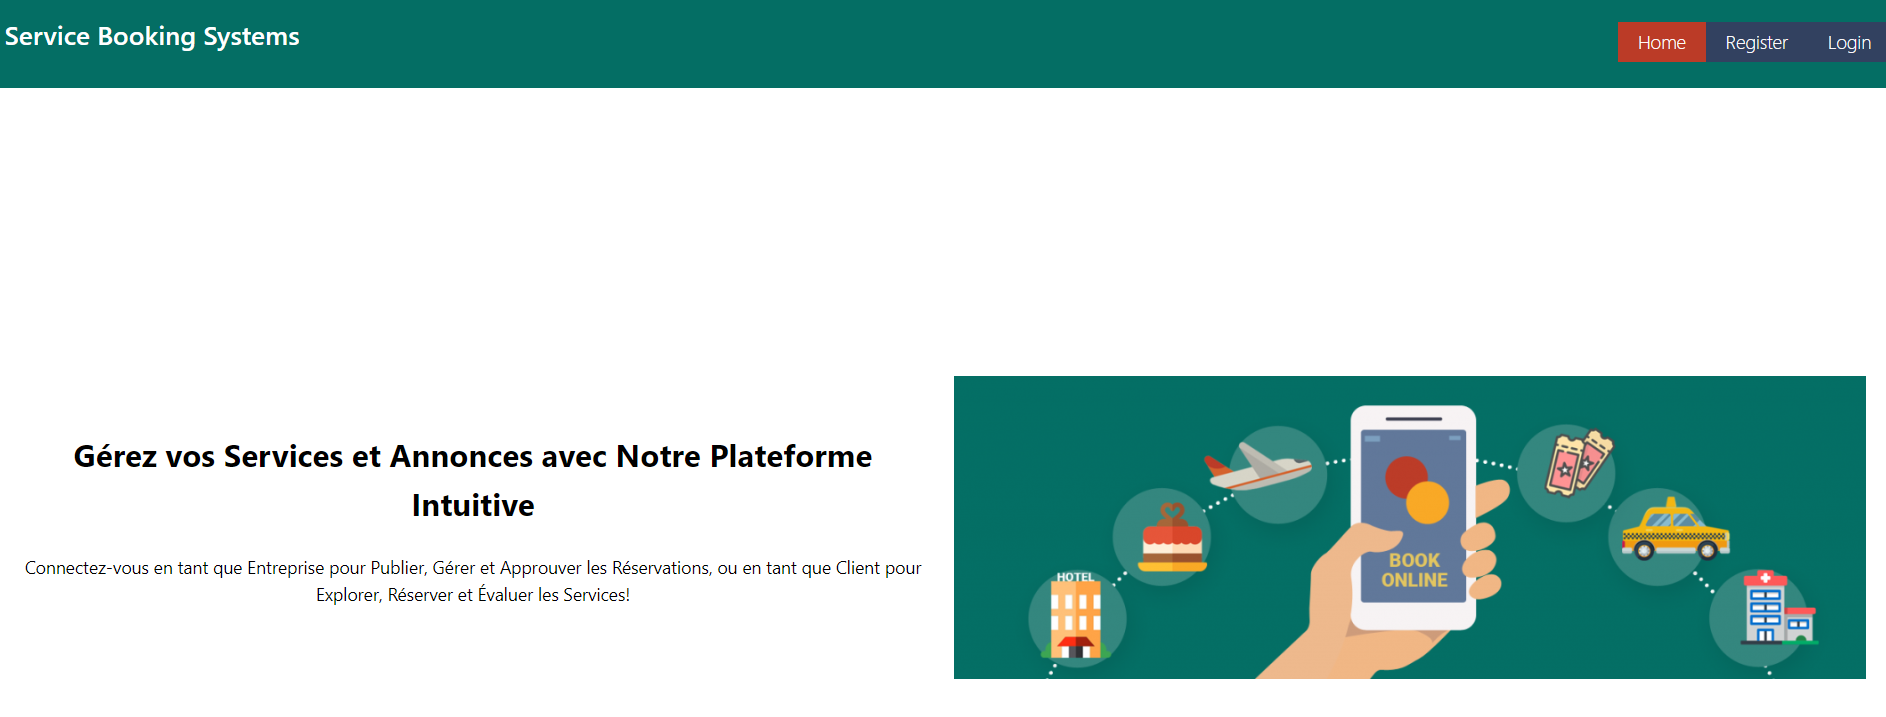 Service Booking Systems
Home
Register
Login
Gérez vos Services et Annonces avec Notre Plateforme
Intuitive
Connectez-vous en tant que Entreprise pour Publier, Gérer et Approuver les Réservations, ou en tant que Client pour
Explorer, Réserver et Évaluer les Services!
BOOK
ONLINE
HOTEL